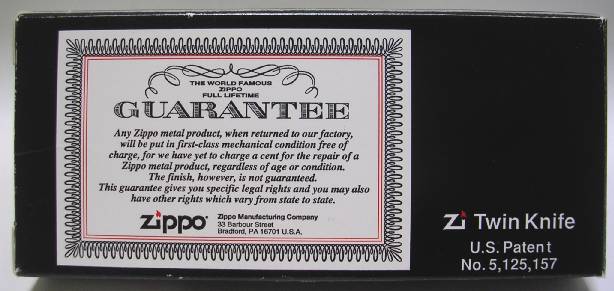 THE WORLD FAMOUS
ZIPPO
FULL LIFETIME
GUARANTEE
Any Zippo metal product, when returned to our factory,
will be put in first-class mechanical condition free of
charge, for we have yet to charge a cent for the repair of a
Zippo metal product, regardless of age or condition.
The finish, however, is not guaranteed.
This guarantee gives you specific legal rights and you may also
have other rights which vary from state to state.
Zippo
Zippo Manufacturing Company
33 Barbour Street
Bradford, PA 16701 U.S.A.
Zi Twin Knife
U.S. Patent
No. 5,125,157